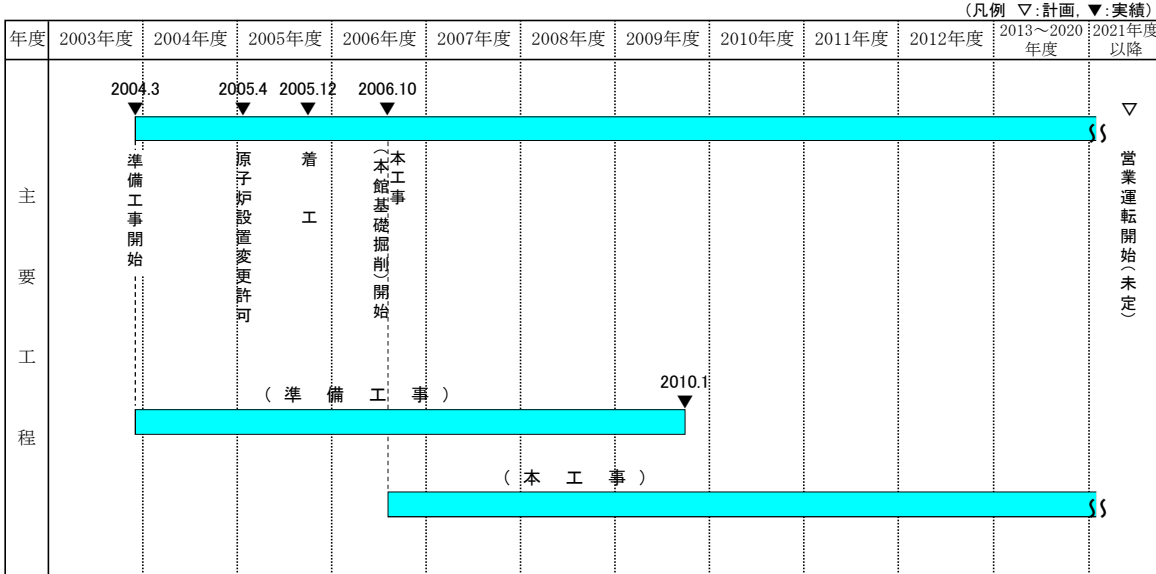 (凡例 ▽:計画, ▼:実績)
年度 2003年度 2004年度 2005年度 2006年度 2007年度 2008年度 2009年度 2010年度 2011年度 2012年度 2013～2020年度 2021年度以降
主要工程
2004.3 2005.4 2005.12 2006.10
▼ ▼ ▼ ▼ ▽
準備工事開始
原子炉設置変更許可
着工
本工事
(本館基礎掘削)開始
営業運転開始(未定)
(準備工事)
2010.1
▼
(本工事)